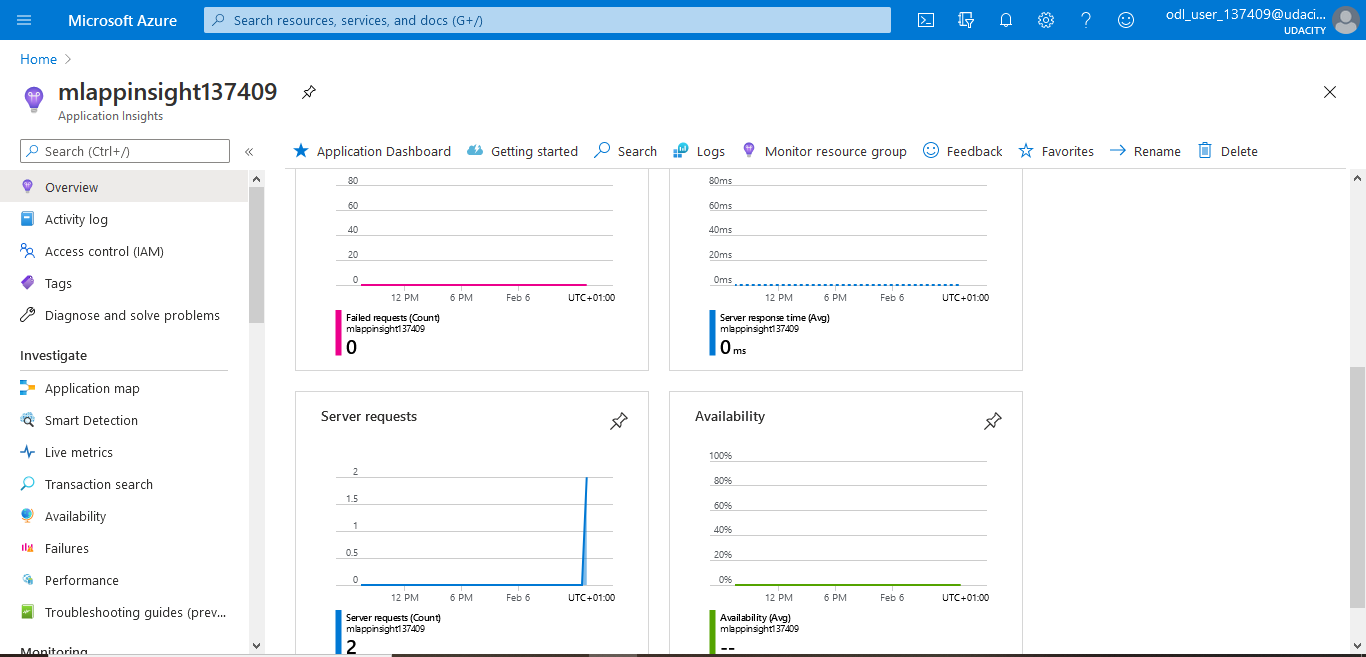 Microsoft Azure
Search resources, services, and docs (G+/)
odl_user_137409@udaci...
UDACITY
Home
mlappinsight137409
Application Insights
Search (Ctrl+/)
Application Dashboard
Getting started
Search
Logs
Monitor resource group
Feedback
Favorites
Rename
Delete
Overview
Activity log
Access control (IAM)
Tags
Diagnose and solve problems
Investigate
Application map
Smart Detection
Live metrics
Transaction search
Availability
Failures
Performance
Troubleshooting guides (prev...
Monitoring
80
60
40
20
0
12 PM 6 PM Feb 6 UTC+01:00
Failed requests (Count)
mlappinsight137409
0
80ms
60ms
40ms
20ms
0ms
12 PM 6 PM Feb 6 UTC+01:00
Server response time (Avg)
mlappinsight137409
0 ms
Server requests
2
1.5
1
0.5
0
12 PM 6 PM Feb 6 UTC+01:00
Server requests (Count)
mlappinsight137409
2
Availability
100%
80%
60%
40%
20%
0%
12 PM 6 PM Feb 6 UTC+01:00
Availability (Avg)
mlappinsight137409
--